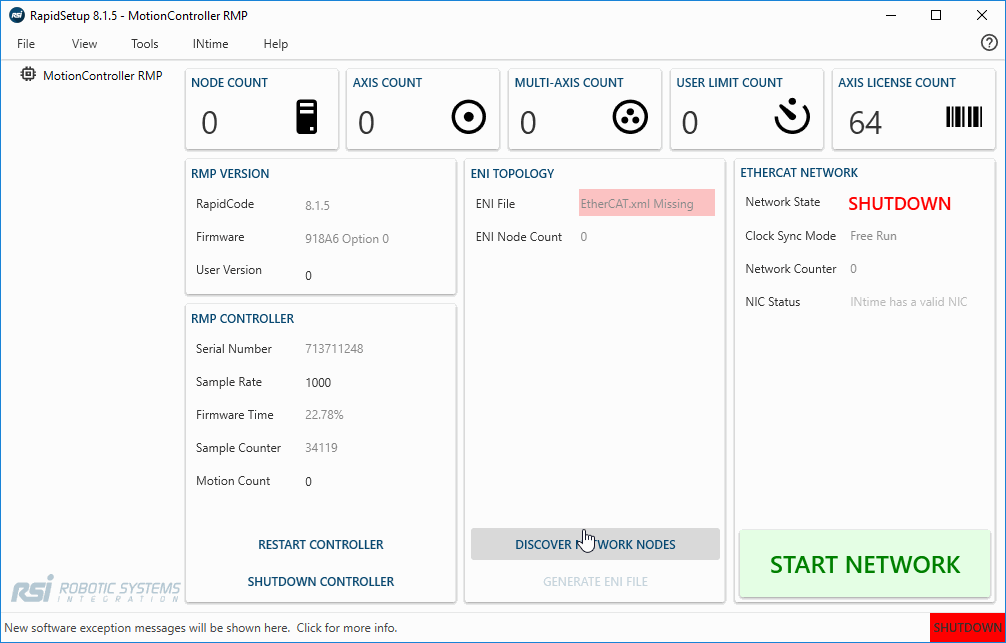 RSI RapidSetup 8.1.5 - MotionController RMP
File View Tools INtime Help ?
MotionController RMP
NODE COUNT
0
AXIS COUNT
0
MULTI-AXIS COUNT
0
USER LIMIT COUNT
0
AXIS LICENSE COUNT
64
RMP VERSION
RapidCode 8.1.5
Firmware 918A6 Option 0
User Version 0
RMP CONTROLLER
Serial Number 713711248
Sample Rate 1000
Firmware Time 22.78%
Sample Counter 34119
Motion Count 0
RESTART CONTROLLER
SHUTDOWN CONTROLLER
ENI TOPOLOGY
ENI File EtherCAT.xml Missing
ENI Node Count 0
DISCOVER NETWORK NODES
GENERATE ENI FILE
ETHERCAT NETWORK
Network State SHUTDOWN
Clock Sync Mode Free Run
Network Counter 0
NIC Status INtime has a valid NIC
START NETWORK
RSI ROBOTIC SYSTEMS
INTEGRATION
New software exception messages will be shown here. Click for more info.
SHUTDOWN